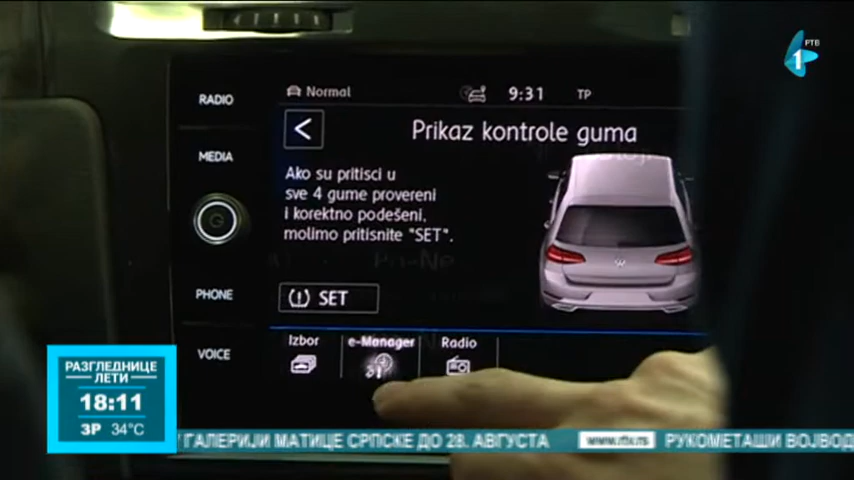 РТВ
1
Normal
9:31
TP
RADIO
Prikaz kontrole guma
MEDIA
Ako su pritisci u
sve 4 gume provereni
i korektno podešeni,
molimo pritisnite "SET".
PHONE
SET
VOICE
Izbor
e-Manager
Radio
РАЗГЛЕДНИЦЕ
ЛЕТИ
18:11
ЗР 34°C
У ГАЛЕРИЈИ МАТИЦЕ СРПСКЕ ДО 28. АВГУСТА www.rtv.rs РУКОМЕТАШИ ВОЈВОД